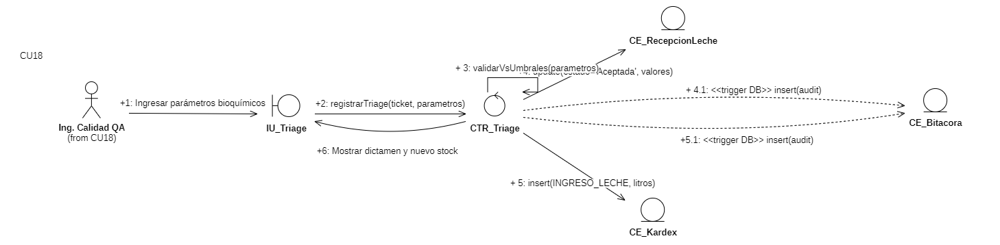 CE_RecepcionLeche
CU18
+ 3: validarVsUmbrales(parametros)
'Aceptada', valores)
+1: Ingresar parámetros bioquímicos
+2: registrarTriage(ticket, parametros)
+ 4.1: <<trigger DB>> insert(audit)
Ing. Calidad QA
(from CU18)
IU_Triage
CTR_Triage
CE_Bitacora
+5.1: <<trigger DB>> insert(audit)
+6: Mostrar dictamen y nuevo stock
+ 5: insert(INGRESO_LECHE, litros)
CE_Kardex